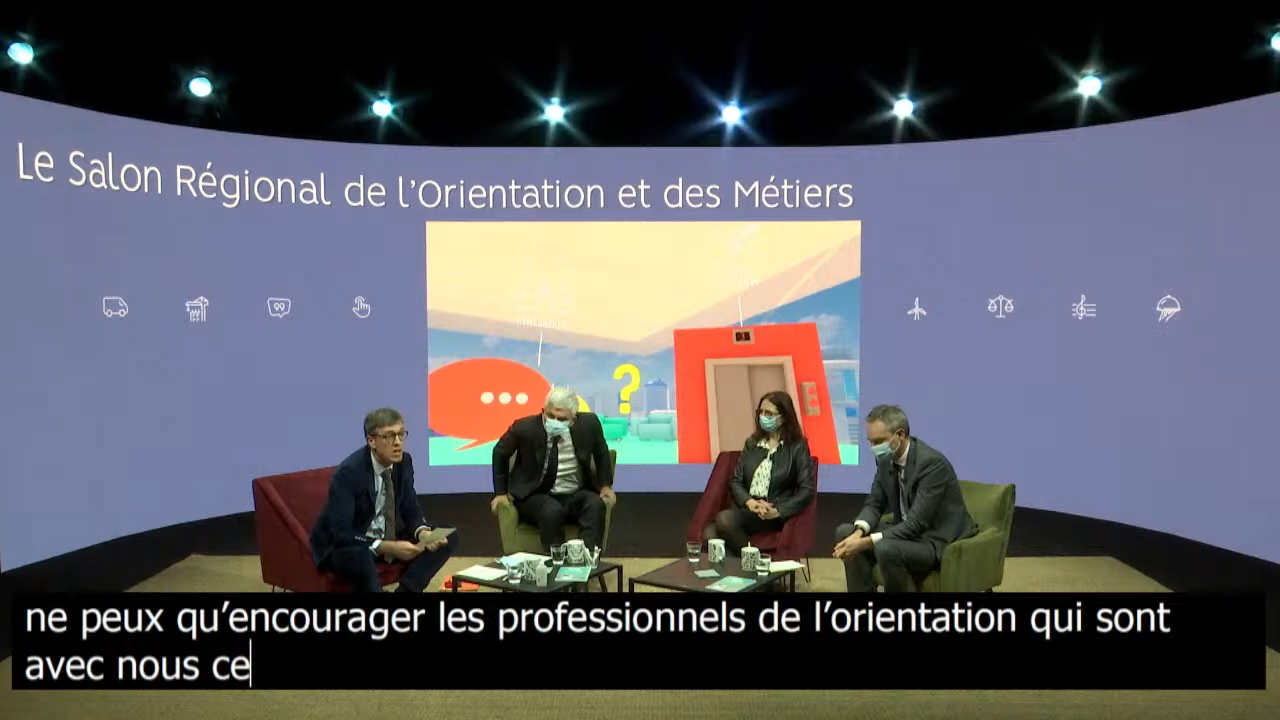 Le Salon Régional de l'Orientation et des Métiers
ne peux qu'encourager les professionnels de l'orientation qui sont
avec nous ce